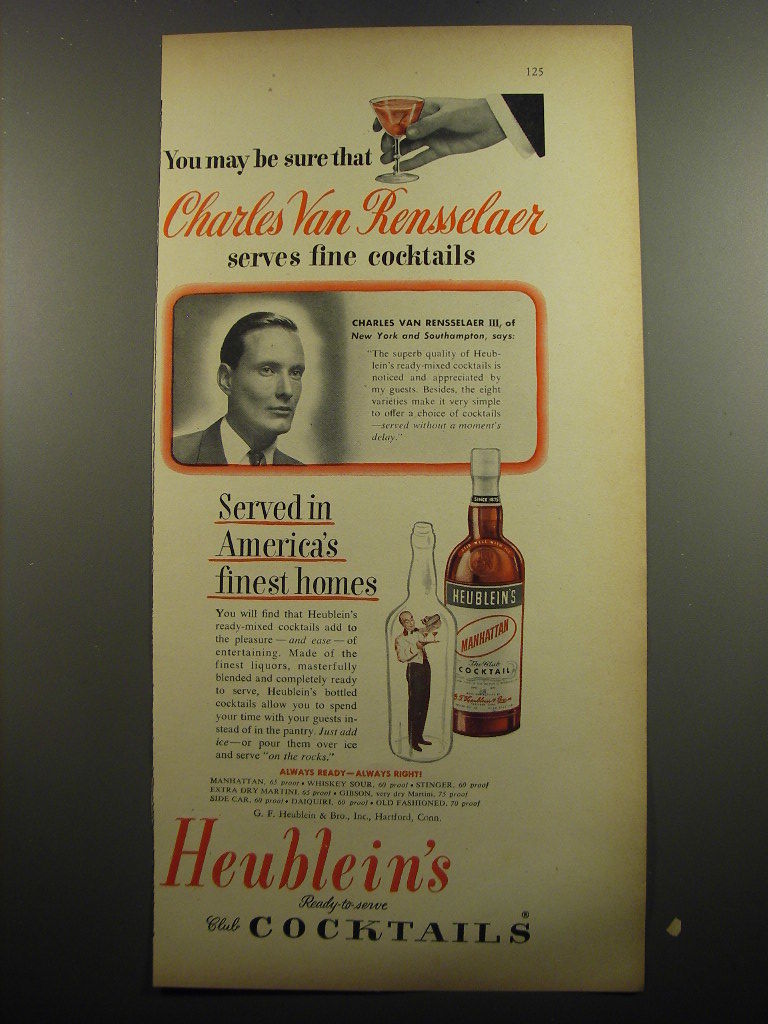 125
You may be sure that
Charles Van Rensselaer
serves fine cocktails
CHARLES VAN RENSSELAER III, of
New York and Southampton, says:
"The superb quality of Heub-
lein's ready-mixed cocktails is
noticed and appreciated by
my guests. Besides, the eight
varieties make it very simple
to offer a choice of cocktails
—served without a moment's
delay."
Served in
America's
finest homes
You will find that Heublein's
ready-mixed cocktails add to
the pleasure — and ease — of
entertaining. Made of the
finest liquors, masterfully
blended and completely ready
to serve, Heublein's bottled
cocktails allow you to spend
your time with your guests in-
stead of in the pantry. Just add
ice—or pour them over ice
and serve "on the rocks."
SINCE 1875
HEUBLEIN'S
MANHATTAN
The Club
COCKTAIL
G. F. Heublein & Bro.
ALWAYS READY—ALWAYS RIGHT!
MANHATTAN, 65 proof • WHISKEY SOUR, 60 proof • STINGER, 60 proof
EXTRA DRY MARTINI, 65 proof • GIBSON, very dry Martini, 75 proof
SIDE CAR, 60 proof • DAIQUIRI, 60 proof • OLD FASHIONED, 70 proof
G. F. Heublein & Bro., Inc., Hartford, Conn.
Heublein's
Ready-to-serve
Club COCKTAILS®